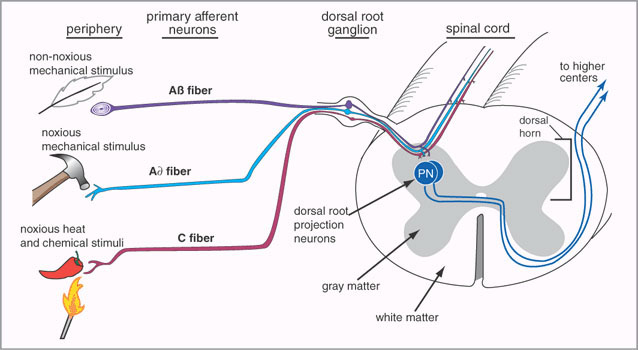 periphery
primary afferent
neurons
dorsal root
ganglion
spinal cord
non-noxious
mechanical stimulus
Aß fiber
to higher
centers
noxious
mechanical stimulus
A∂ fiber
dorsal
horn
PN
noxious heat
and chemical stimuli
C fiber
dorsal root
projection
neurons
gray matter
white matter